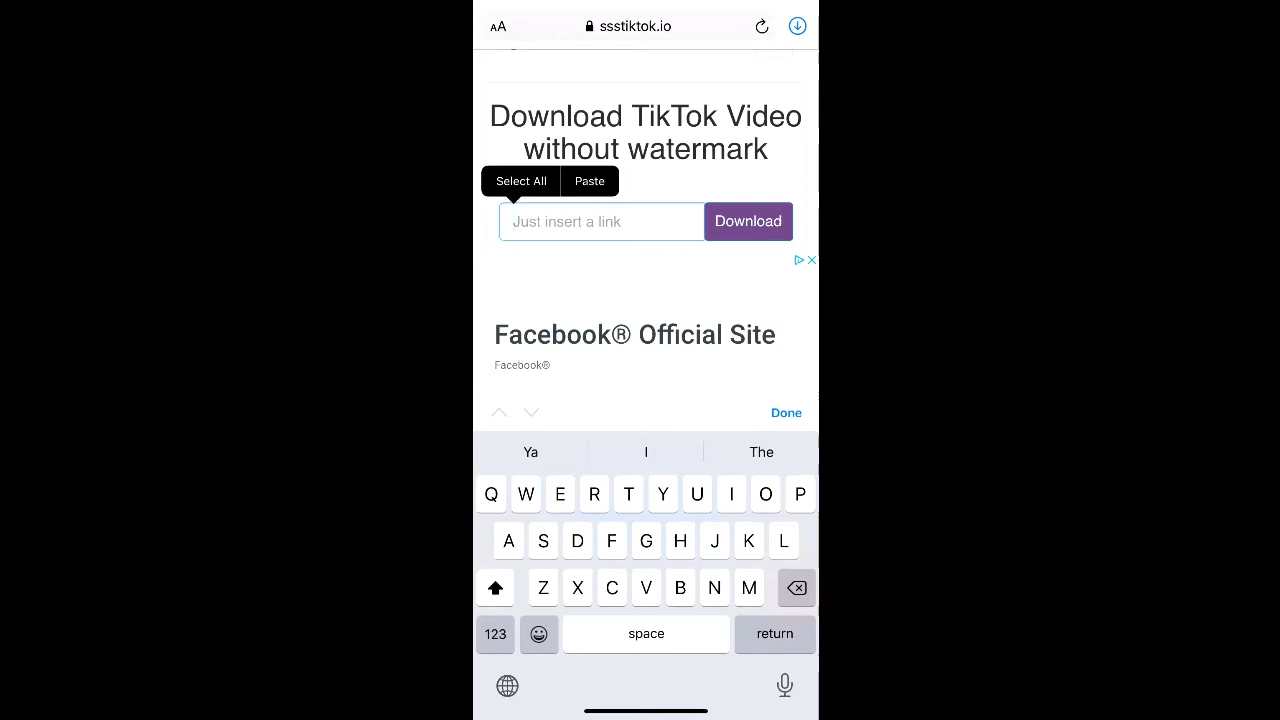 AA ssstiktok.io
Download TikTok Video
without watermark
Select All Paste
Just insert a link Download
Facebook® Official Site
Facebook®
Done
Ya I The
Q W E R T Y U I O P
A S D F G H J K L
Z X C V B N M
123 space return